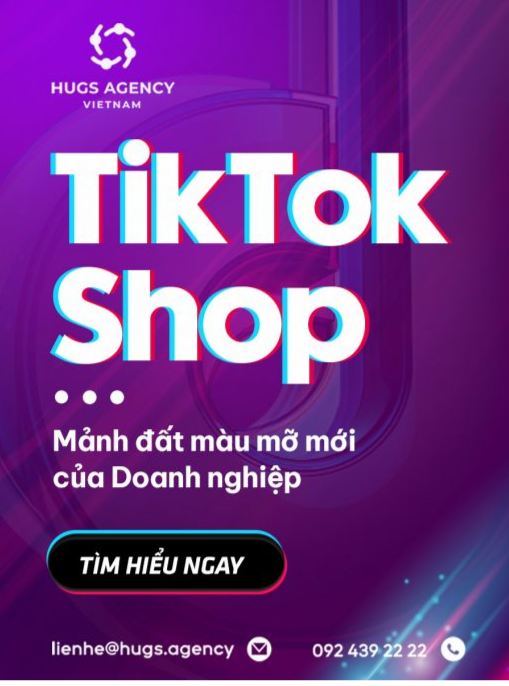 HUGS AGENCY
VIETNAM
TikTok
Shop
Mảnh đất màu mỡ mới
của Doanh nghiệp
TÌM HIỂU NGAY
lienhe@hugs.agency
092 439 22 22